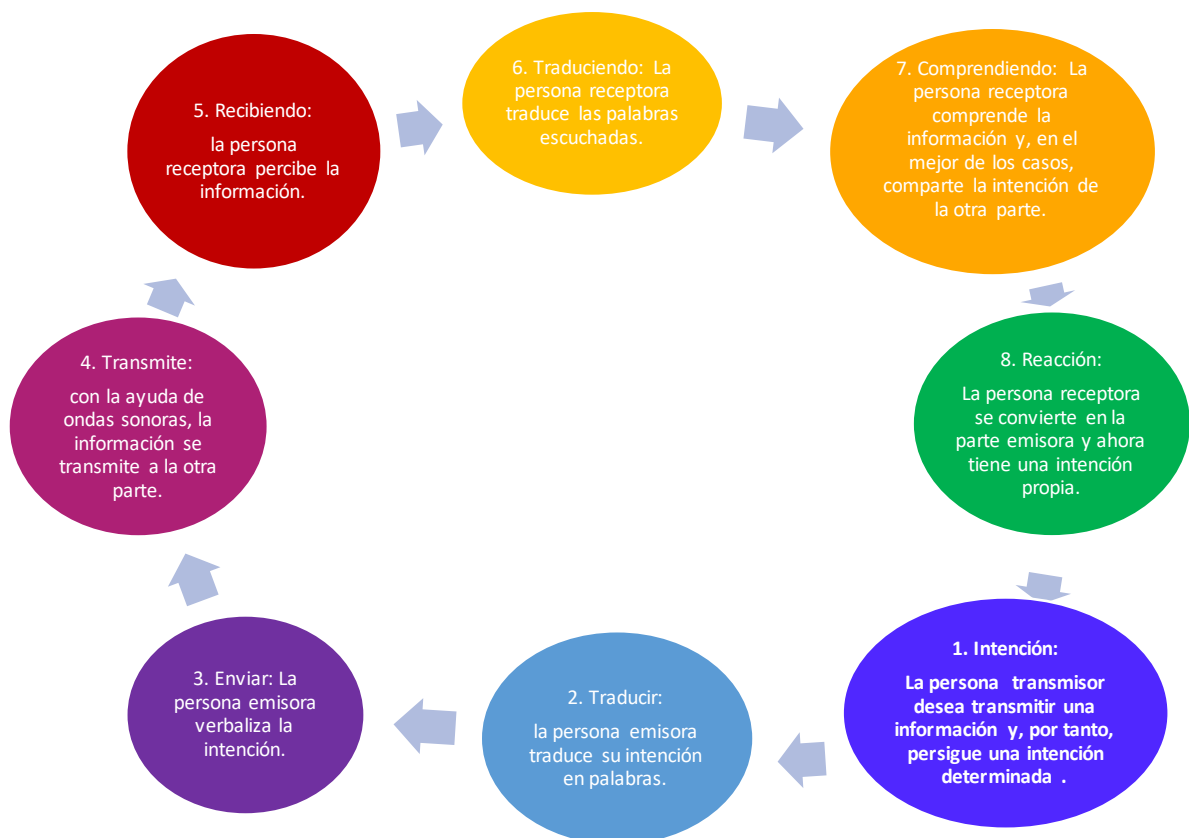 5. Recibiendo:
la persona
receptora percibe la
información.
6. Traduciendo: La
persona receptora
traduce las palabras
escuchadas.
7. Comprendiendo: La
persona receptora
comprende la
información y, en el
mejor de los casos,
comparte la intención de
la otra parte.
8. Reacción:
La persona receptora
se convierte en la
parte emisora y ahora
tiene una intención
propia.
1. Intención:
La persona transmisor
desea transmitir una
información y, por tanto,
persigue una intención
determinada .
2. Traducir:
la persona emisora
traduce su intención
en palabras.
3. Enviar: La
persona emisora
verbaliza la
intención.
4. Transmite:
con la ayuda de
ondas sonoras, la
información se
transmite a la otra
parte.